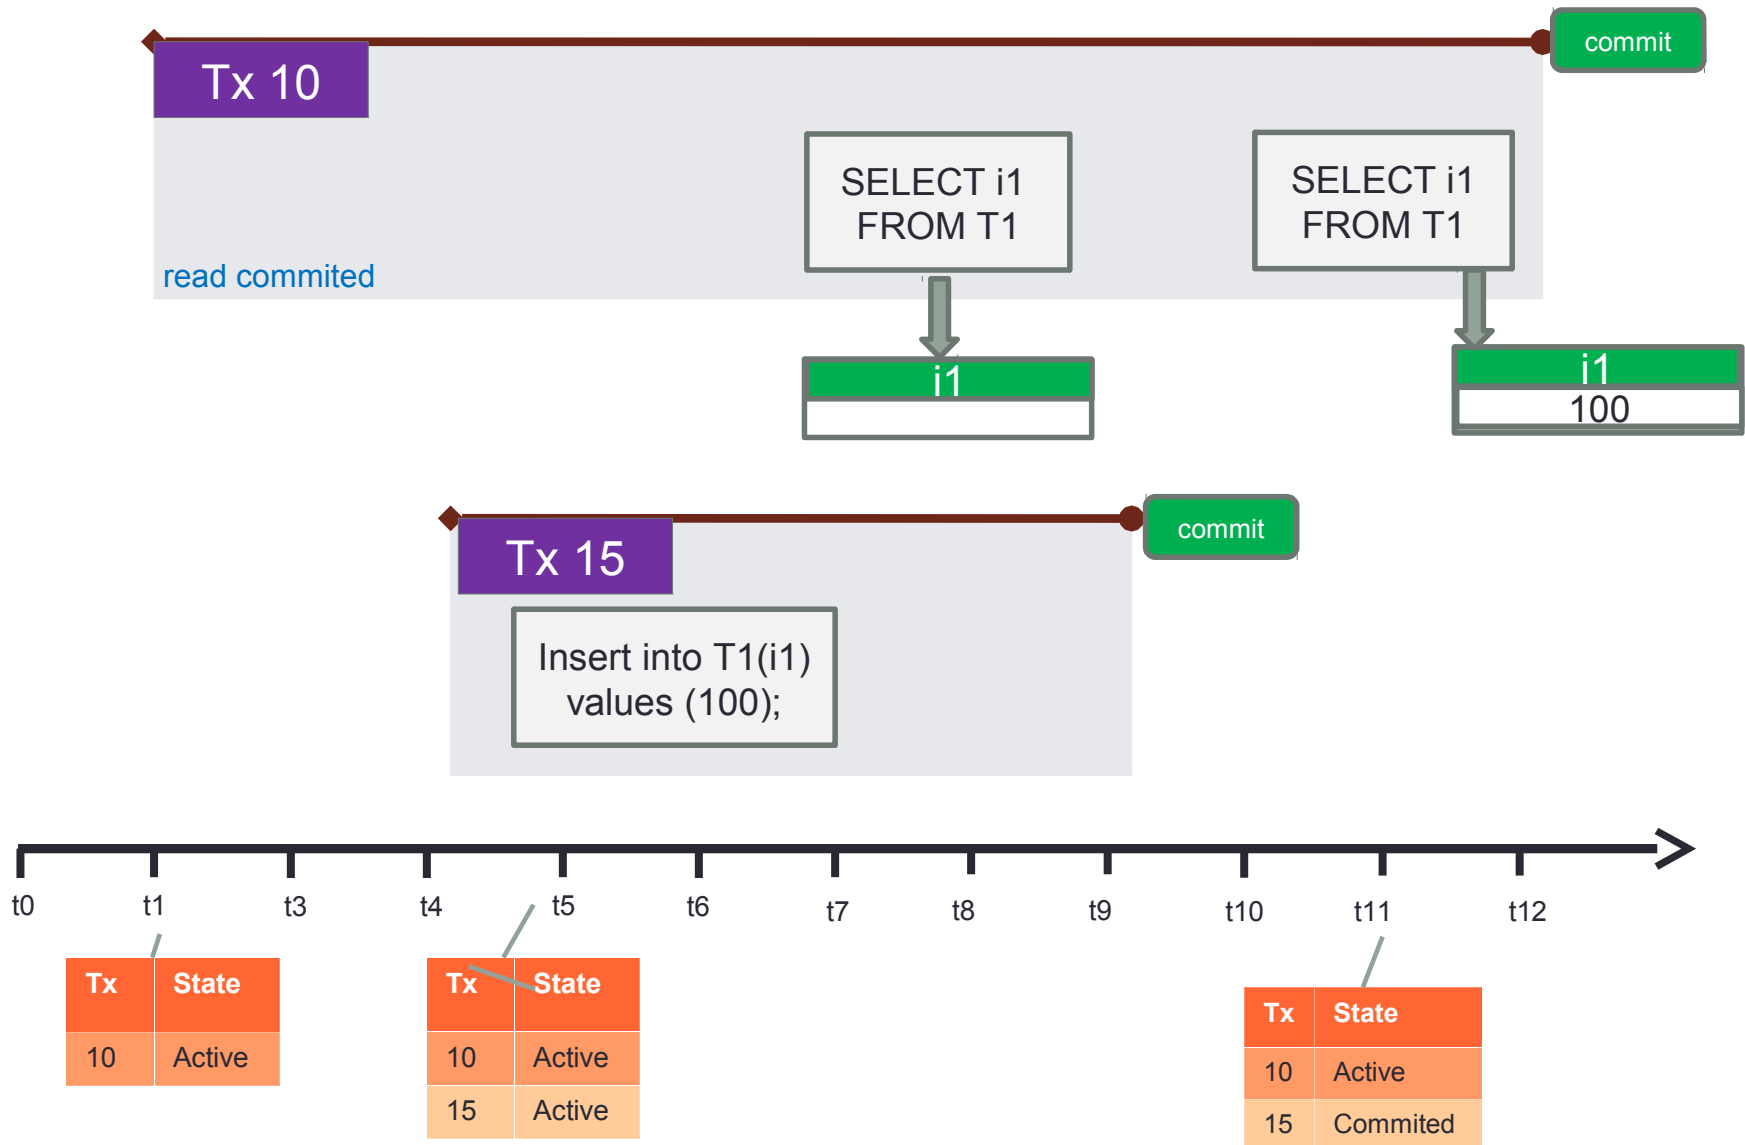 commit
Tx 10
SELECT i1
FROM T1
SELECT i1
FROM T1
read commited
i1
i1
100
commit
Tx 15
Insert into T1(i1)
values (100);
t0 t1 t3 t4 t5 t6 t7 t8 t9 t10 t11 t12
Tx State
10 Active
Tx State
10 Active
15 Active
Tx State
10 Active
15 Commited